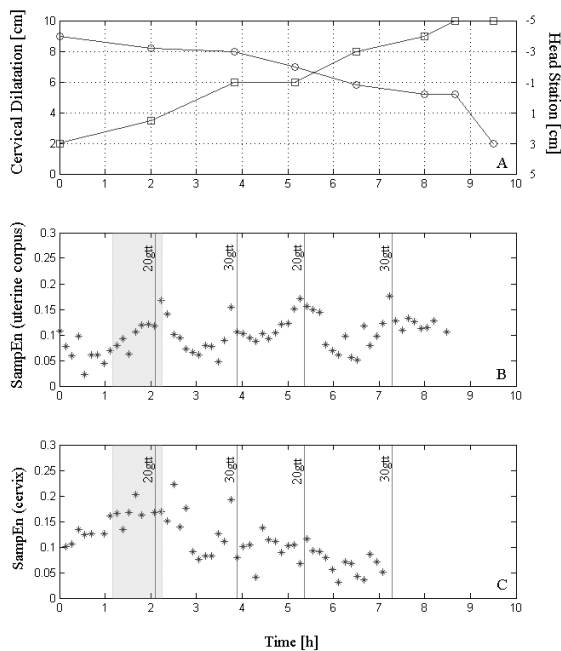 Cervical Dilatation [cm]
10
8
6
4
2
0
-5
-3
-1
1
3
5
Head Station [cm]
A
0 1 2 3 4 5 6 7 8 9 10
SampEn (uterine corpus)
0.3
0.25
0.2
0.15
0.1
0.05
0
20gtt
30gtt
20gtt
30gtt
B
0 1 2 3 4 5 6 7 8 9 10
SampEn (cervix)
0.3
0.25
0.2
0.15
0.1
0.05
0
20gtt
30gtt
20gtt
30gtt
C
0 1 2 3 4 5 6 7 8 9 10
Time [h]